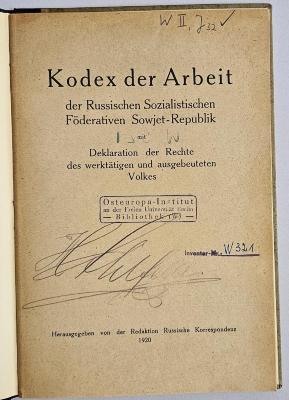 W II, J 32 ✓
Kodex der Arbeit
der Russischen Sozialistischen
Föderativen Sowjet-Republik
mit
Deklaration der Rechte
des werktätigen und ausgebeuteten
Volkes
Osteuropa-Institut
an der Freien Universität Berlin
Bibliothek
Inventar-Nr. W 321
Herausgegeben von der Redaktion Russische Korrespondenz
1920